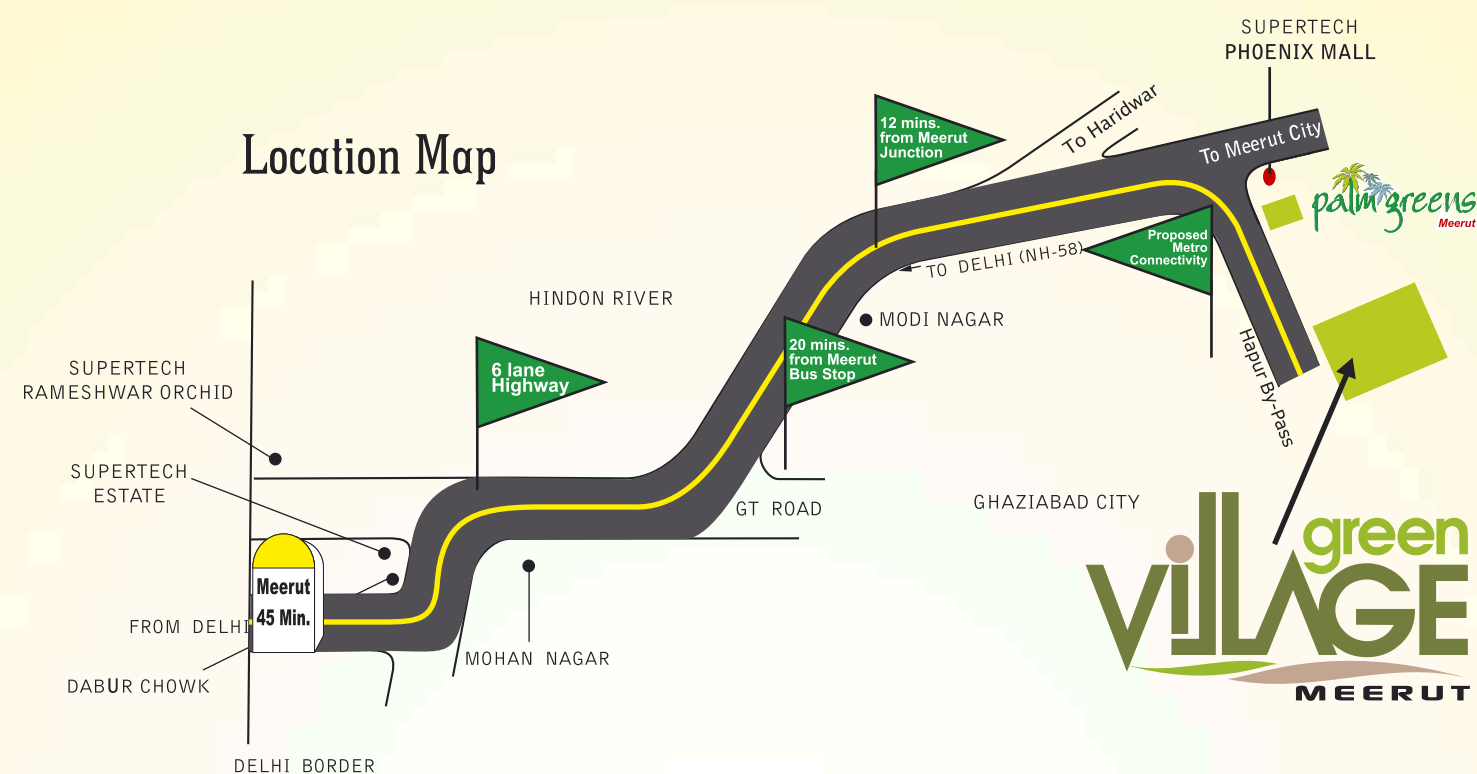 SUPERTECH
PHOENIX MALL
Location Map
12 mins.
from Meerut
Junction
To Haridwar
To Meerut City
palm greens
Meerut
Proposed
Metro
Connectivity
TO DELHI (NH-58)
HINDON RIVER
MODI NAGAR
20 mins.
from Meerut
Bus Stop
6 lane
Highway
SUPERTECH
RAMESHWAR ORCHID
Hapur By-Pass
SUPERTECH
ESTATE
GT ROAD
GHAZIABAD CITY
green
VILLAGE
MEERUT
Meerut
45 Min.
FROM DELHI
MOHAN NAGAR
DABUR CHOWK
DELHI BORDER